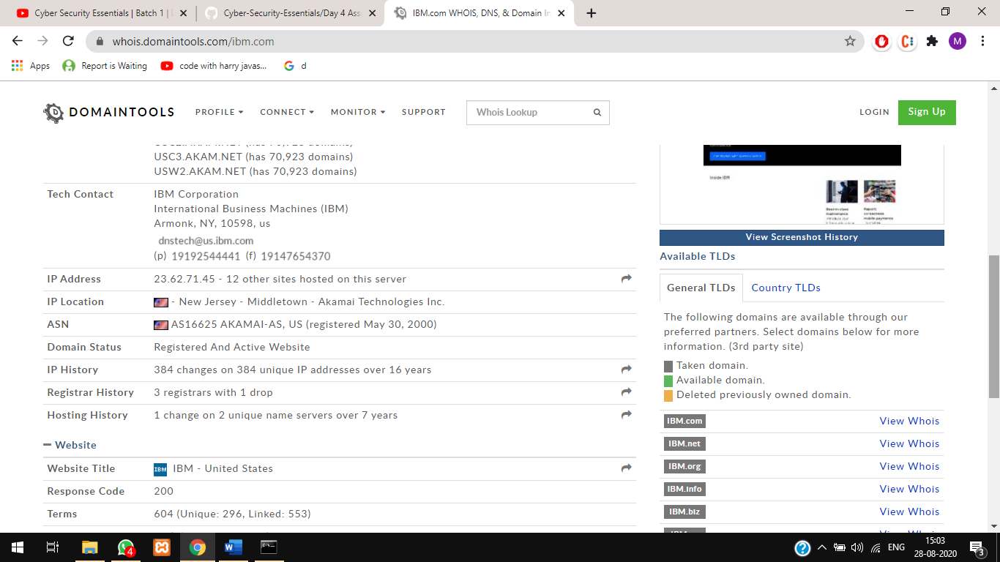 Cyber Security Essentials | Batch 1 |
Cyber-Security-Essentials/Day 4 Ass
IBM.com WHOIS, DNS, & Domain In
whois.domaintools.com/ibm.com
M
Apps
Report is Waiting
code with harry javas...
d
DOMAINTOOLS
PROFILE
CONNECT
MONITOR
SUPPORT
Whois Lookup
LOGIN
Sign Up
USC3.AKAM.NET (has 70,923 domains)
USW2.AKAM.NET (has 70,923 domains)
Tech Contact
IBM Corporation
International Business Machines (IBM)
Armonk, NY, 10598, us
dnstech@us.ibm.com
(p) 19192544441 (f) 19147654370
IP Address
23.62.71.45 - 12 other sites hosted on this server
IP Location
- New Jersey - Middletown - Akamai Technologies Inc.
ASN
AS16625 AKAMAI-AS, US (registered May 30, 2000)
Domain Status
Registered And Active Website
IP History
384 changes on 384 unique IP addresses over 16 years
Registrar History
3 registrars with 1 drop
Hosting History
1 change on 2 unique name servers over 7 years
Website
Website Title
IBM
IBM - United States
Response Code
200
Terms
604 (Unique: 296, Linked: 553)
Inside IBM
Best-in-class
maintenance
Report:
mobile payments
View Screenshot History
Available TLDs
General TLDs
Country TLDs
The following domains are available through our
preferred partners. Select domains below for more
information. (3rd party site)
Taken domain.
Available domain.
Deleted previously owned domain.
IBM.com
View Whois
IBM.net
View Whois
IBM.org
View Whois
IBM.info
View Whois
IBM.biz
View Whois
4
ENG
15:03
28-08-2020
3